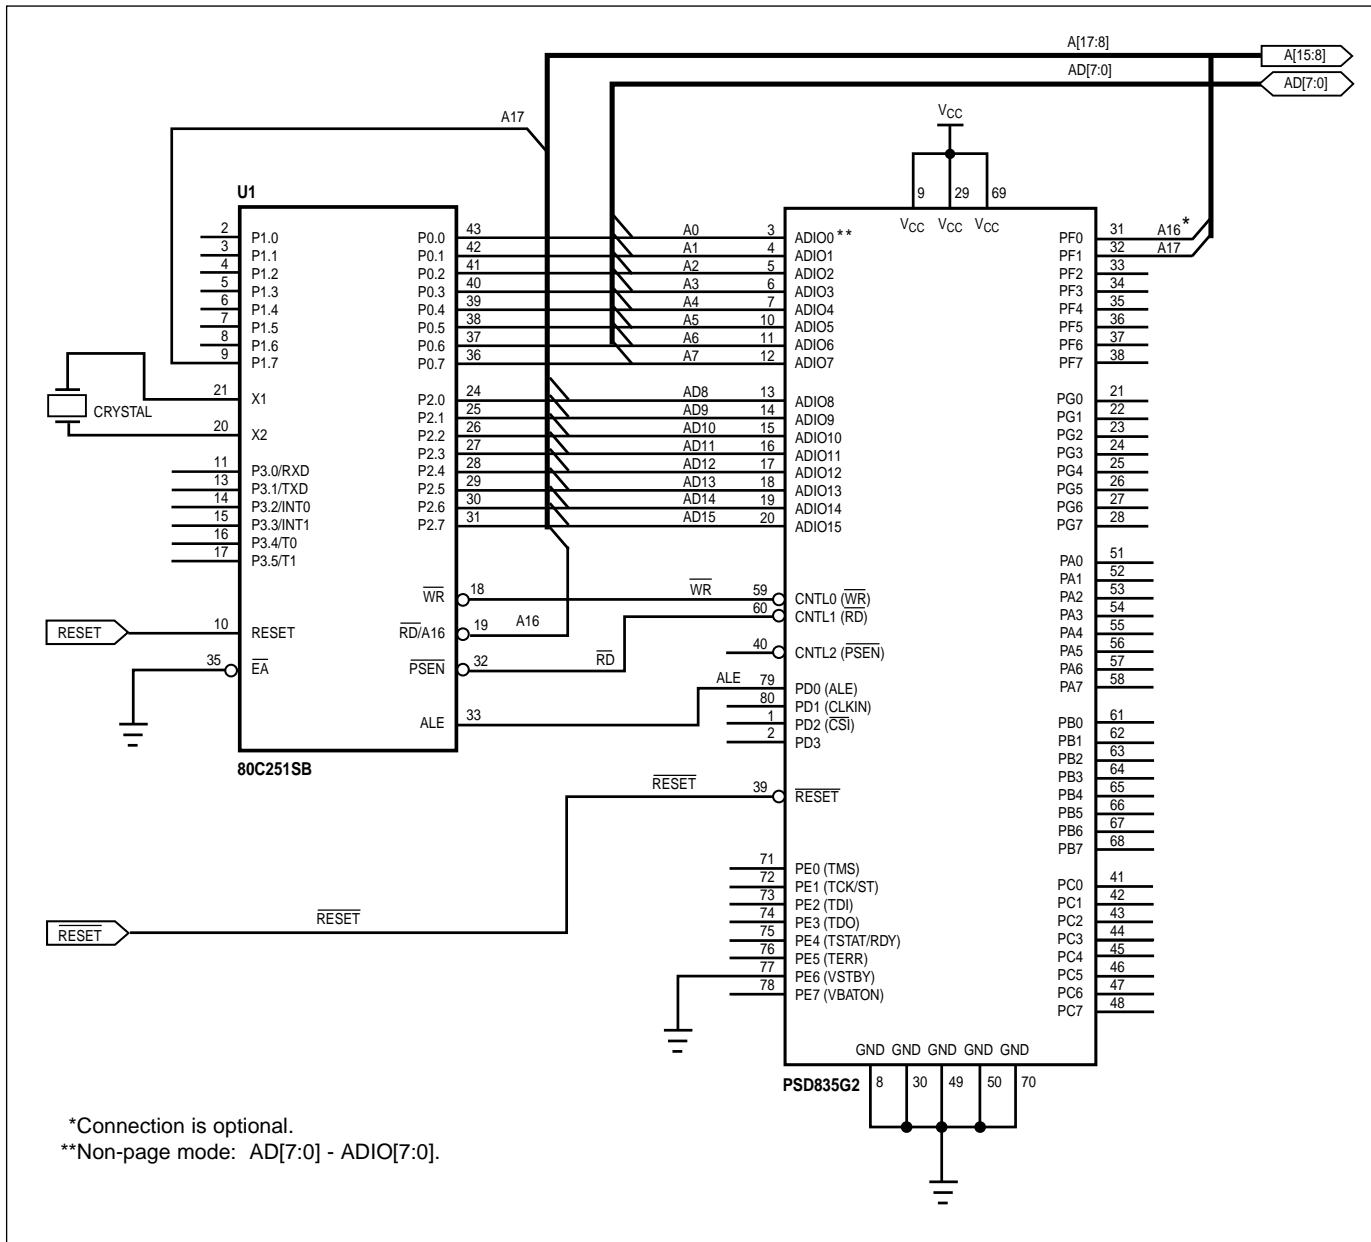 A[17:8]
A[15:8]
AD[7:0]
AD[7:0]
A17
VCC
U1
9 29 69
VCC VCC VCC
2 P1.0
3 P1.1
4 P1.2
5 P1.3
6 P1.4
7 P1.5
8 P1.6
9 P1.7
21 X1
CRYSTAL
20 X2
11 P3.0/RXD
13 P3.1/TXD
14 P3.2/INT0
15 P3.3/INT1
16 P3.4/T0
17 P3.5/T1
RESET
10 RESET
35 EA
P0.0 43 A0 3 ADIO0**
P0.1 42 A1 4 ADIO1
P0.2 41 A2 5 ADIO2
P0.3 40 A3 6 ADIO3
P0.4 39 A4 7 ADIO4
P0.5 38 A5 10 ADIO5
P0.6 37 A6 11 ADIO6
P0.7 36 A7 12 ADIO7
P2.0 24 AD8 13 ADIO8
P2.1 25 AD9 14 ADIO9
P2.2 26 AD10 15 ADIO10
P2.3 27 AD11 16 ADIO11
P2.4 28 AD12 17 ADIO12
P2.5 29 AD13 18 ADIO13
P2.6 30 AD14 19 ADIO14
P2.7 31 AD15 20 ADIO15
WR 18 WR 59 CNTL0 (WR)
60 CNTL1 (RD)
RD/A16 19 A16
40 CNTL2 (PSEN)
PSEN 32 RD
ALE 79 PD0 (ALE)
80 PD1 (CLKIN)
ALE 33
1 PD2 (CSI)
2 PD3
80C251SB
RESET 39 RESET
71 PE0 (TMS)
72 PE1 (TCK/ST)
73 PE2 (TDI)
74 PE3 (TDO)
75 PE4 (TSTAT/RDY)
76 PE5 (TERR)
77 PE6 (VSTBY)
78 PE7 (VBATON)
RESET
RESET
PF0 31 A16*
PF1 32 A17
PF2 33
PF3 34
PF4 35
PF5 36
PF6 37
PF7 38
PG0 21
PG1 22
PG2 23
PG3 24
PG4 25
PG5 26
PG6 27
PG7 28
PA0 51
PA1 52
PA2 53
PA3 54
PA4 55
PA5 56
PA6 57
PA7 58
PB0 61
PB1 62
PB2 63
PB3 64
PB4 65
PB5 66
PB6 67
PB7 68
PC0 41
PC1 42
PC2 43
PC3 44
PC4 45
PC5 46
PC6 47
PC7 48
GND GND GND GND GND
PSD835G2
8 30 49 50 70
*Connection is optional.
**Non-page mode: AD[7:0] - ADIO[7:0].